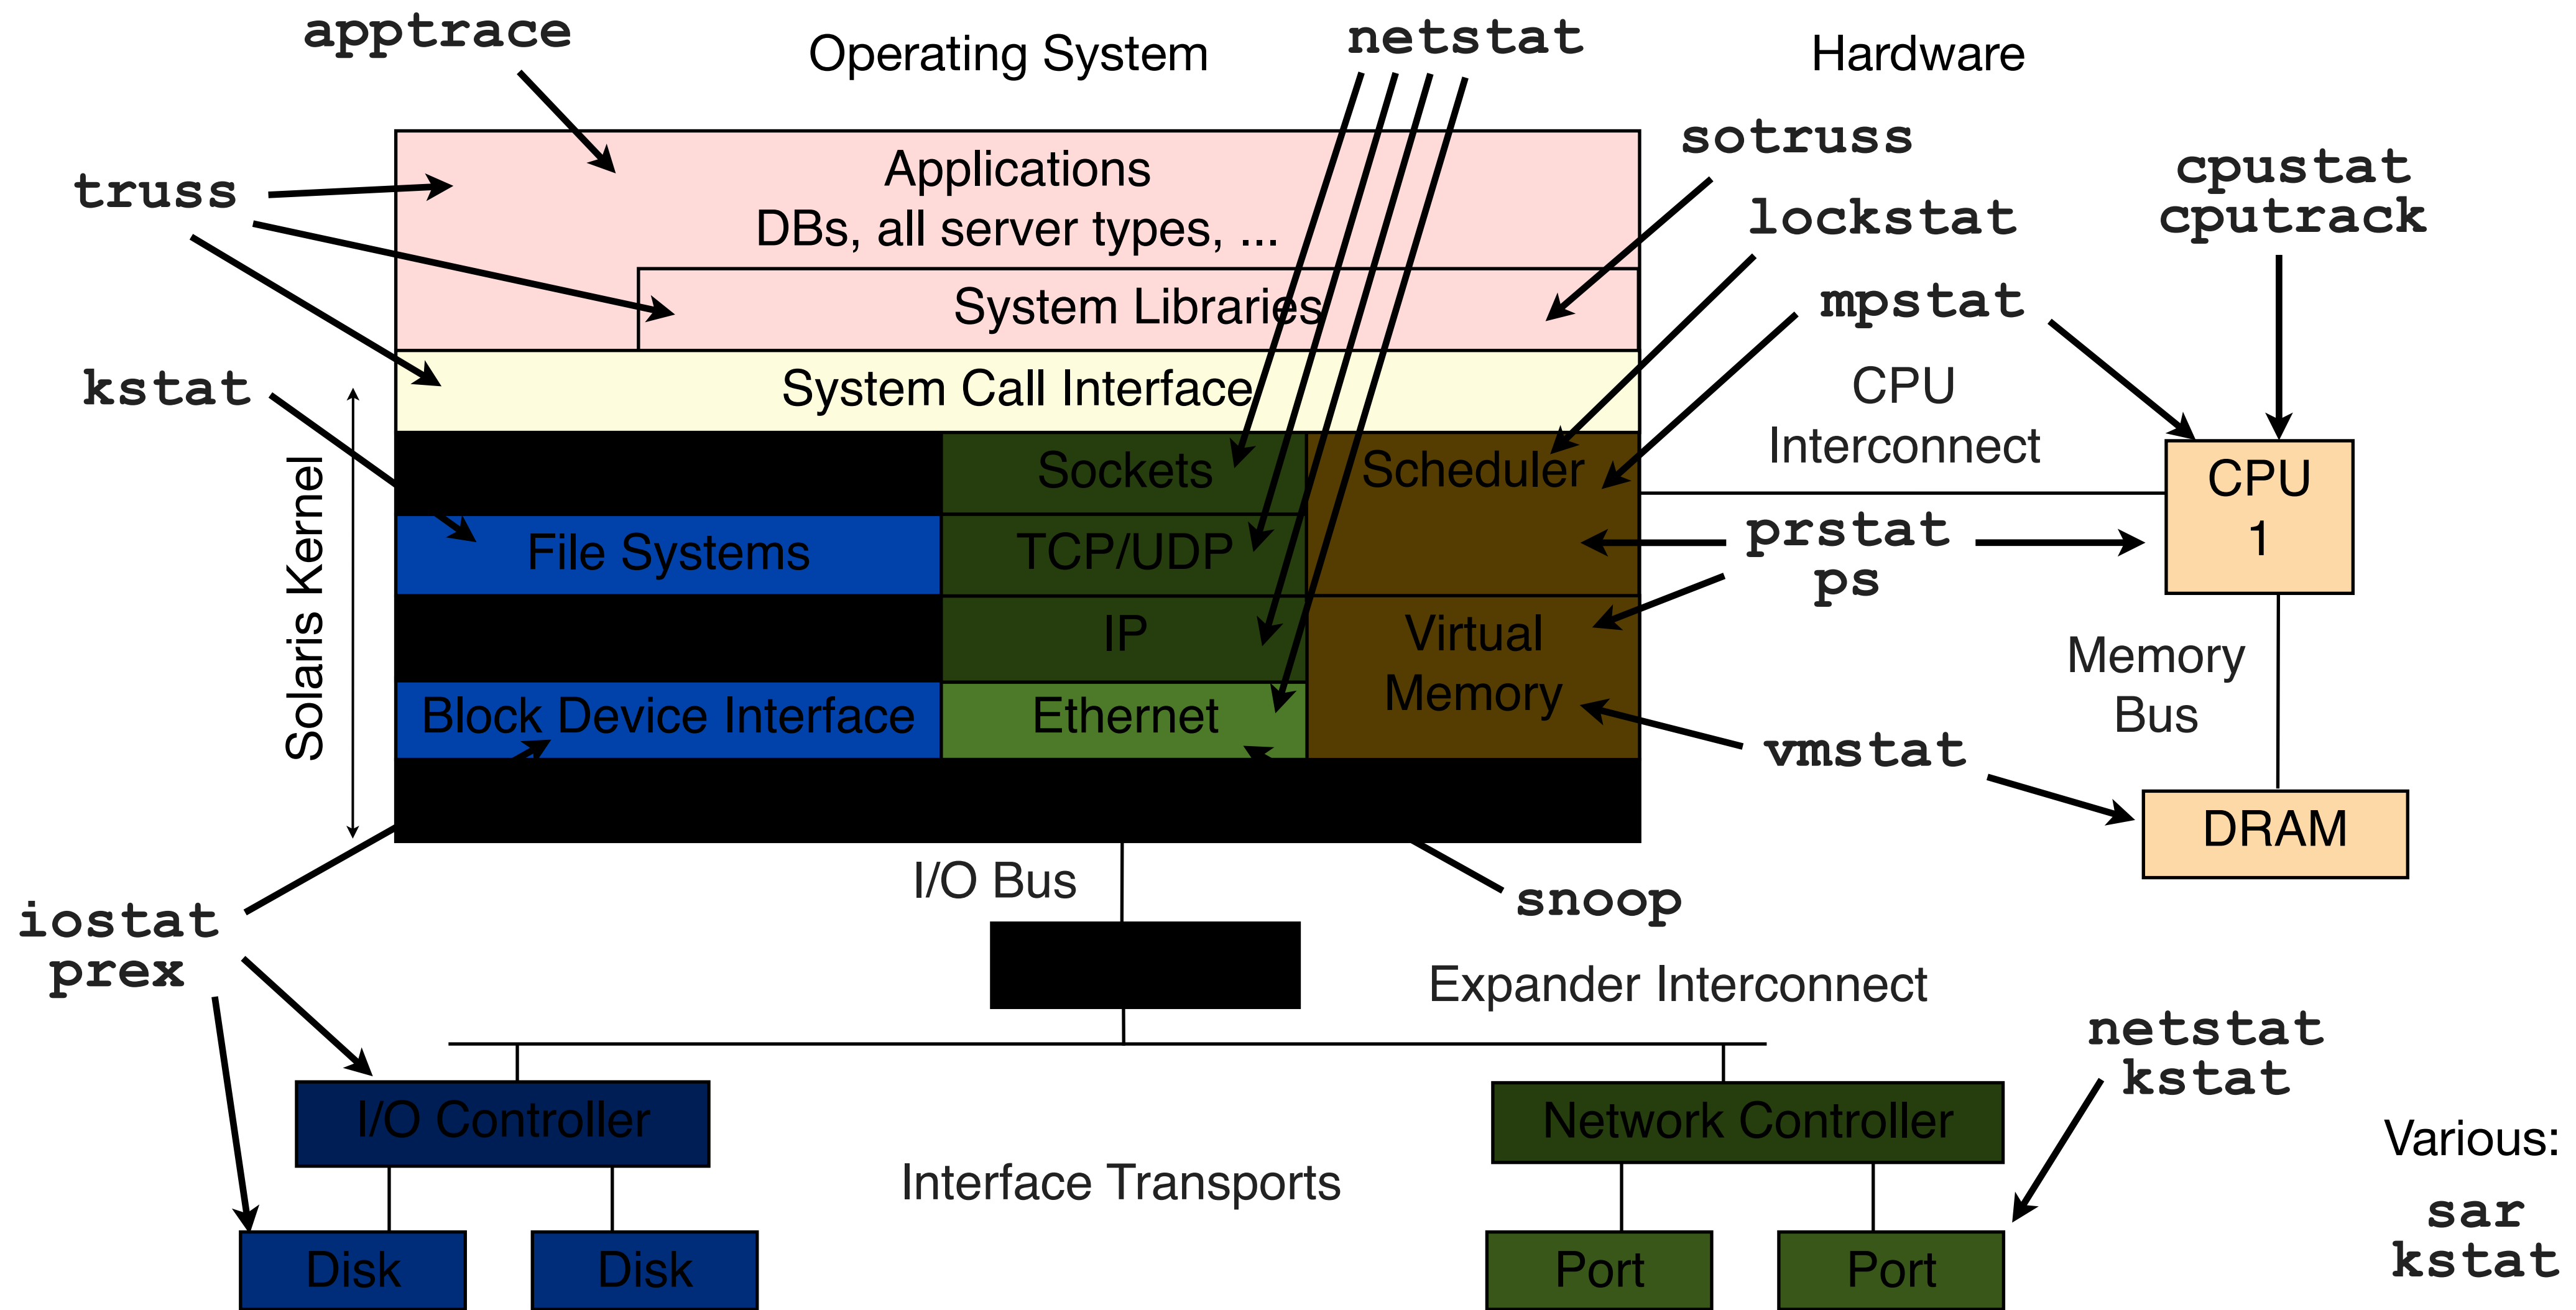 apptrace
Operating System
netstat
Hardware
truss
Applications
DBs, all server types, ...
sotruss
lockstat
cpustat
cputrack
System Libraries
mpstat
kstat
System Call Interface
CPU
Interconnect
Solaris Kernel
Sockets
Scheduler
CPU
1
File Systems
TCP/UDP
prstat
ps
IP
Virtual
Memory
Memory
Bus
Block Device Interface
Ethernet
vmstat
DRAM
I/O Bus
snoop
iostat
prex
Expander Interconnect
netstat
kstat
I/O Controller
Network Controller
Interface Transports
Various:
sar
kstat
Disk
Disk
Port
Port